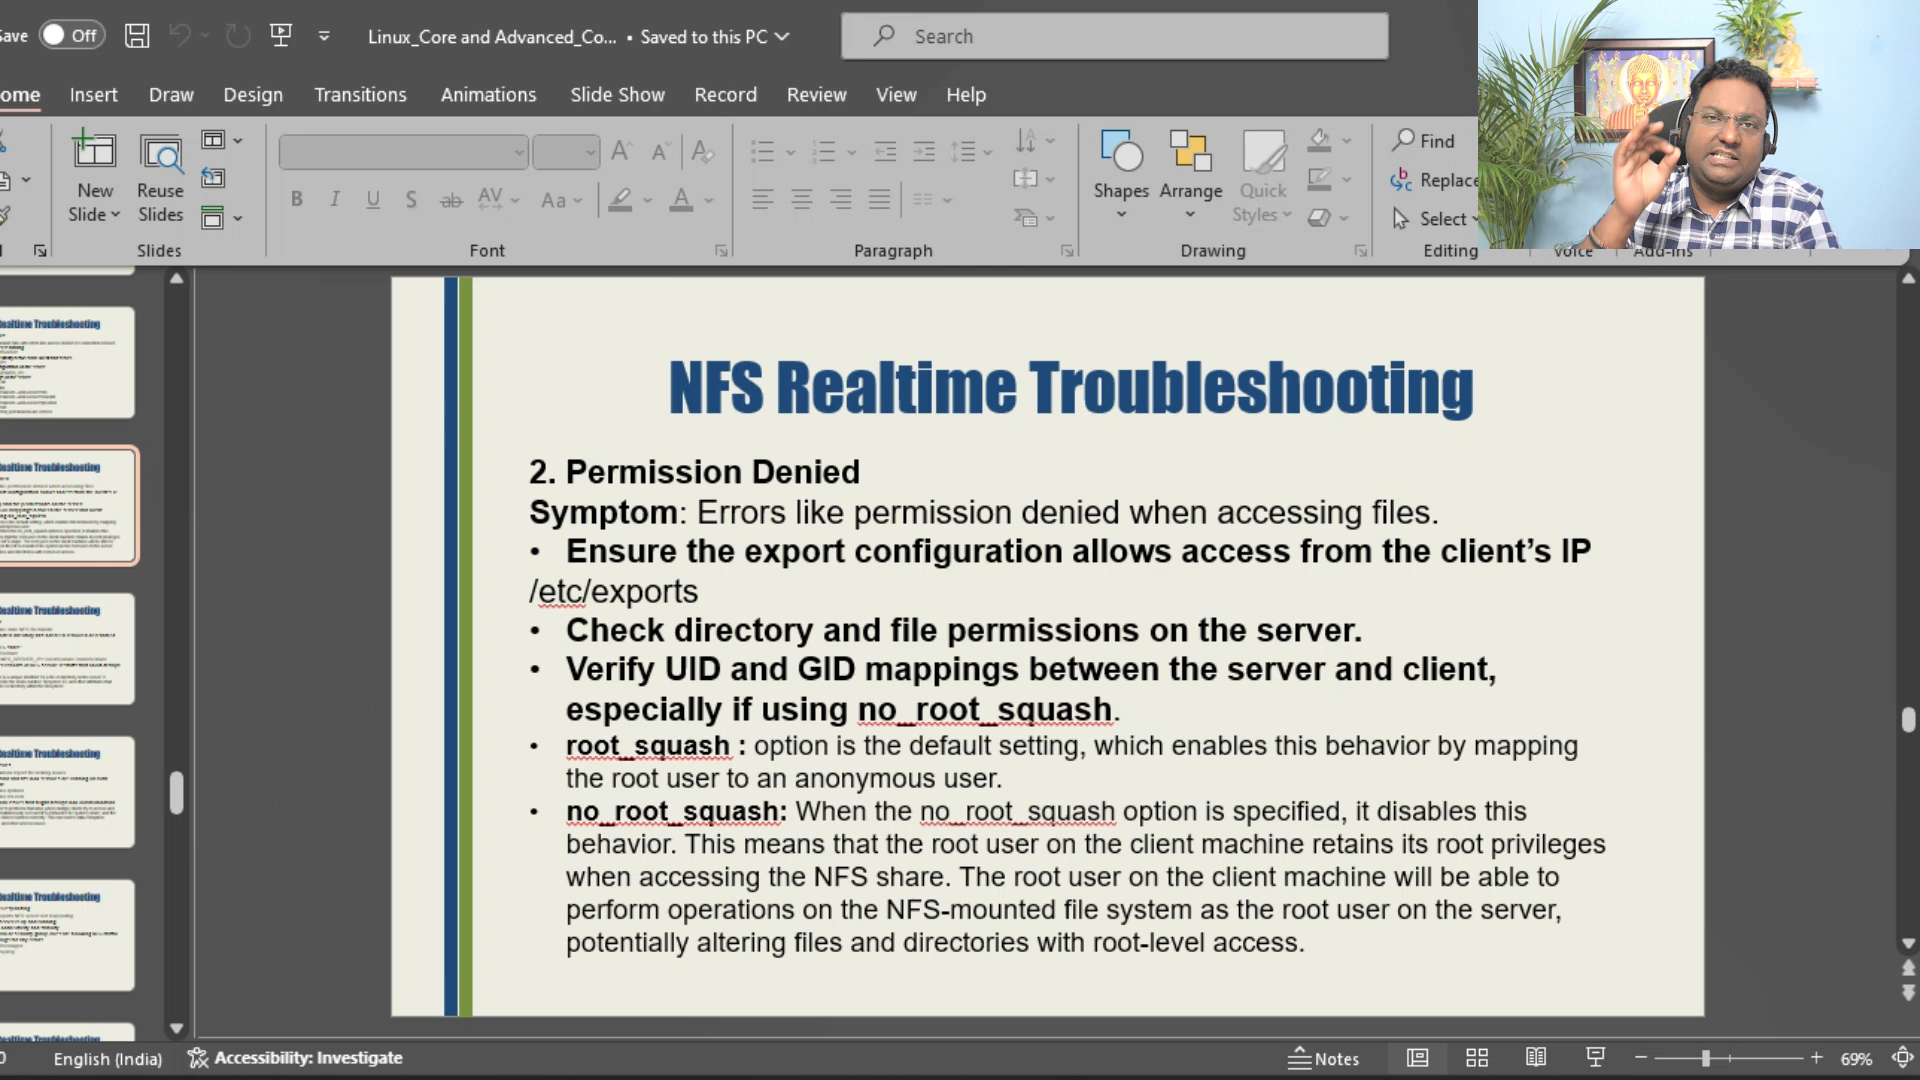 Save Off Linux_Core and Advanced_Co... • Saved to this PC Search
Home Insert Draw Design Transitions Animations Slide Show Record Review View Help
New Slide
Reuse Slides
Shapes
Arrange
Quick Styles
Find
Replace
Select
Slides Font Paragraph Drawing Editing Voice Add-ins
NFS Realtime Troubleshooting
2. Permission Denied
Symptom: Errors like permission denied when accessing files.
• Ensure the export configuration allows access from the client’s IP
/etc/exports
• Check directory and file permissions on the server.
• Verify UID and GID mappings between the server and client,
especially if using no_root_squash.
• root_squash : option is the default setting, which enables this behavior by mapping
the root user to an anonymous user.
• no_root_squash: When the no_root_squash option is specified, it disables this
behavior. This means that the root user on the client machine retains its root privileges
when accessing the NFS share. The root user on the client machine will be able to
perform operations on the NFS-mounted file system as the root user on the server,
potentially altering files and directories with root-level access.
English (India) Accessibility: Investigate Notes 69%